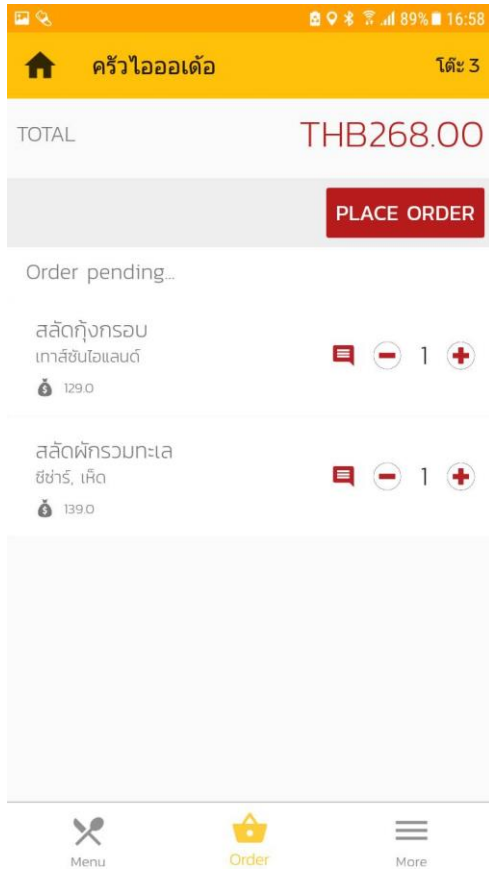 89% 16:58
ครัวไอออเด้อ โต๊ะ 3
TOTAL THB268.00
PLACE ORDER
Order pending...
สลัดกุ้งกรอบ
เทาส์ซันไอแลนด์
1
129.0
สลัดผักรวมทะเล
ซีซ่าร์, เห็ด
1
139.0
Menu Order More